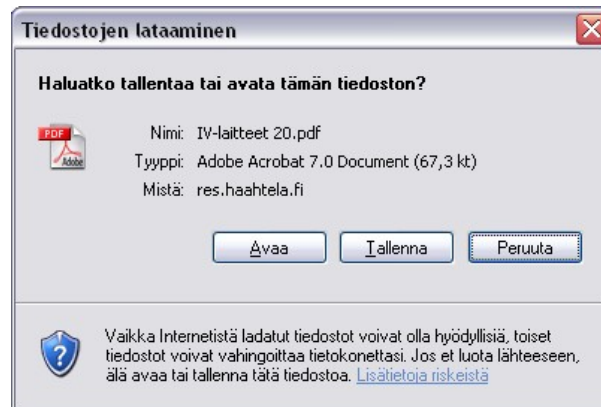 Tiedostojen lataaminen
Haluatko tallentaa tai avata tämän tiedoston?
PDF
Adobe
Nimi: IV-laitteet 20.pdf
Tyyppi: Adobe Acrobat 7.0 Document (67,3 kt)
Mistä: res.haahtela.fi
Avaa Tallenna Peruuta
Vaikka Internetistä ladatut tiedostot voivat olla hyödyllisiä, toiset
tiedostot voivat vahingoittaa tietokonettasi. Jos et luota lähteeseen,
älä avaa tai tallenna tätä tiedostoa. Lisätietoja riskeistä